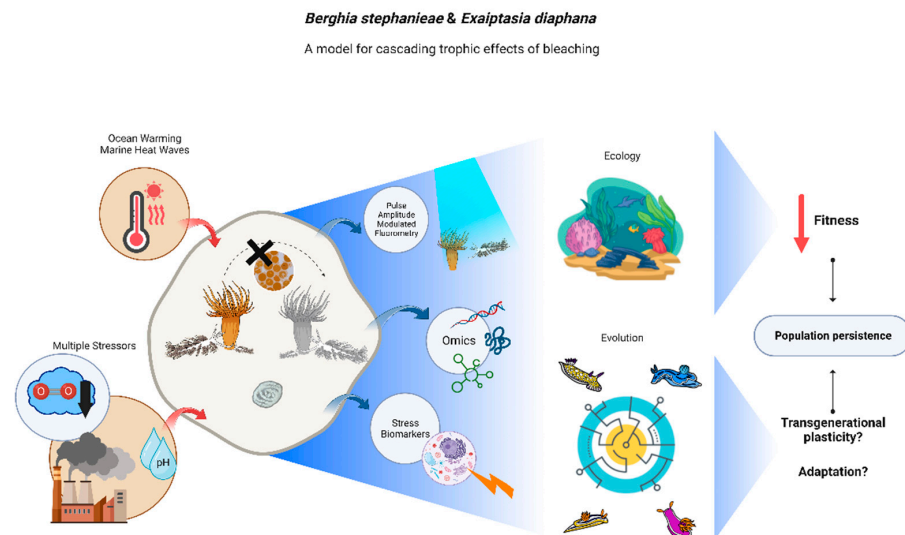 Berghia stephanieae & Exaiptasia diaphana
A model for cascading trophic effects of bleaching
Ocean Warming
Marine Heat Waves
Multiple Stressors
O O
pH
Pulse
Amplitude
Modulated
Fluorometry
Omics
Stress
Biomarkers
Ecology
Evolution
Fitness
Population persistence
Transgenerational
plasticity?
Adaptation?